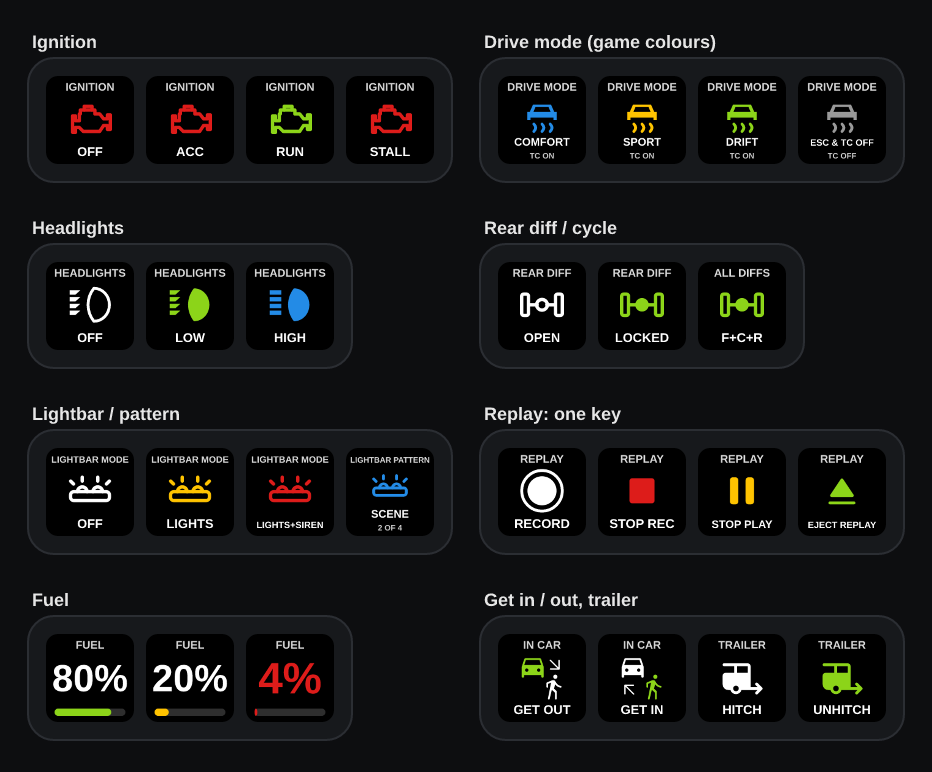 Ignition
IGNITION
OFF
IGNITION
ACC
IGNITION
RUN
IGNITION
STALL
Drive mode (game colours)
DRIVE MODE
COMFORT
TC ON
DRIVE MODE
SPORT
TC ON
DRIVE MODE
DRIFT
TC ON
DRIVE MODE
ESC & TC OFF
TC OFF
Headlights
HEADLIGHTS
OFF
HEADLIGHTS
LOW
HEADLIGHTS
HIGH
Rear diff / cycle
REAR DIFF
OPEN
REAR DIFF
LOCKED
ALL DIFFS
F+C+R
Lightbar / pattern
LIGHTBAR MODE
OFF
LIGHTBAR MODE
LIGHTS
LIGHTBAR MODE
LIGHTS+SIREN
LIGHTBAR PATTERN
SCENE
2 OF 4
Replay: one key
REPLAY
RECORD
REPLAY
STOP REC
REPLAY
STOP PLAY
REPLAY
EJECT REPLAY
Fuel
FUEL
80%
FUEL
20%
FUEL
4%
Get in / out, trailer
IN CAR
GET OUT
IN CAR
GET IN
TRAILER
HITCH
TRAILER
UNHITCH